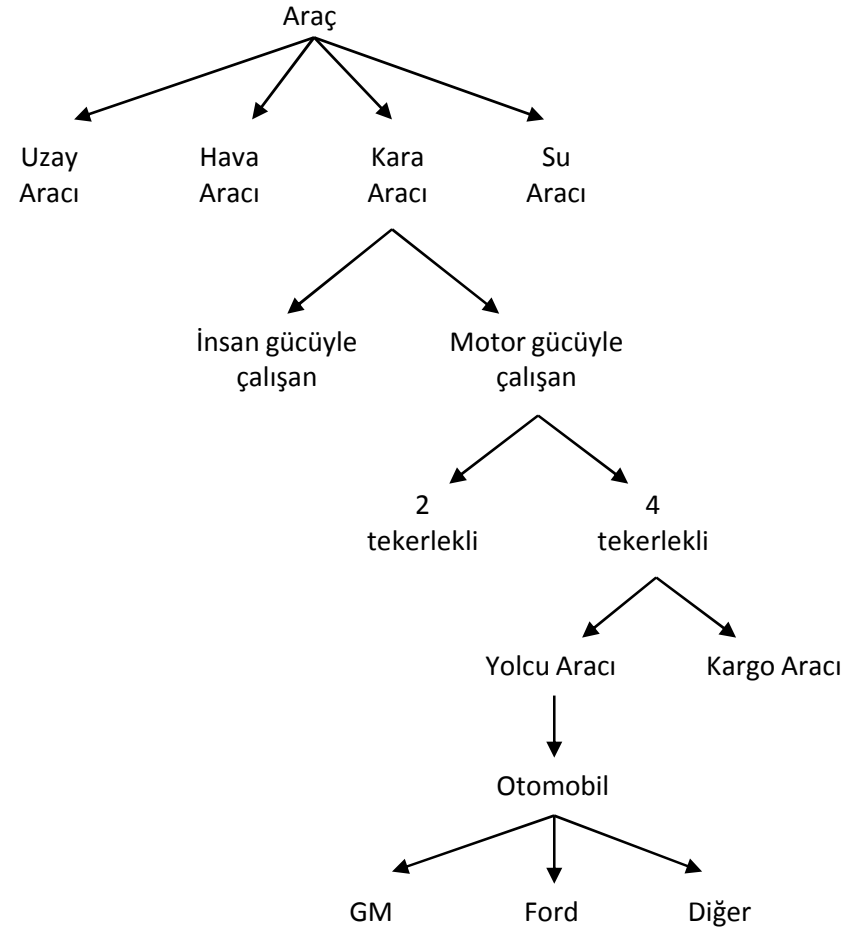 Araç
Uzay
Aracı
Hava
Aracı
Kara
Aracı
Su
Aracı
İnsan gücüyle
çalışan
Motor gücüyle
çalışan
2
tekerlekli
4
tekerlekli
Yolcu Aracı
Kargo Aracı
Otomobil
GM
Ford
Diğer